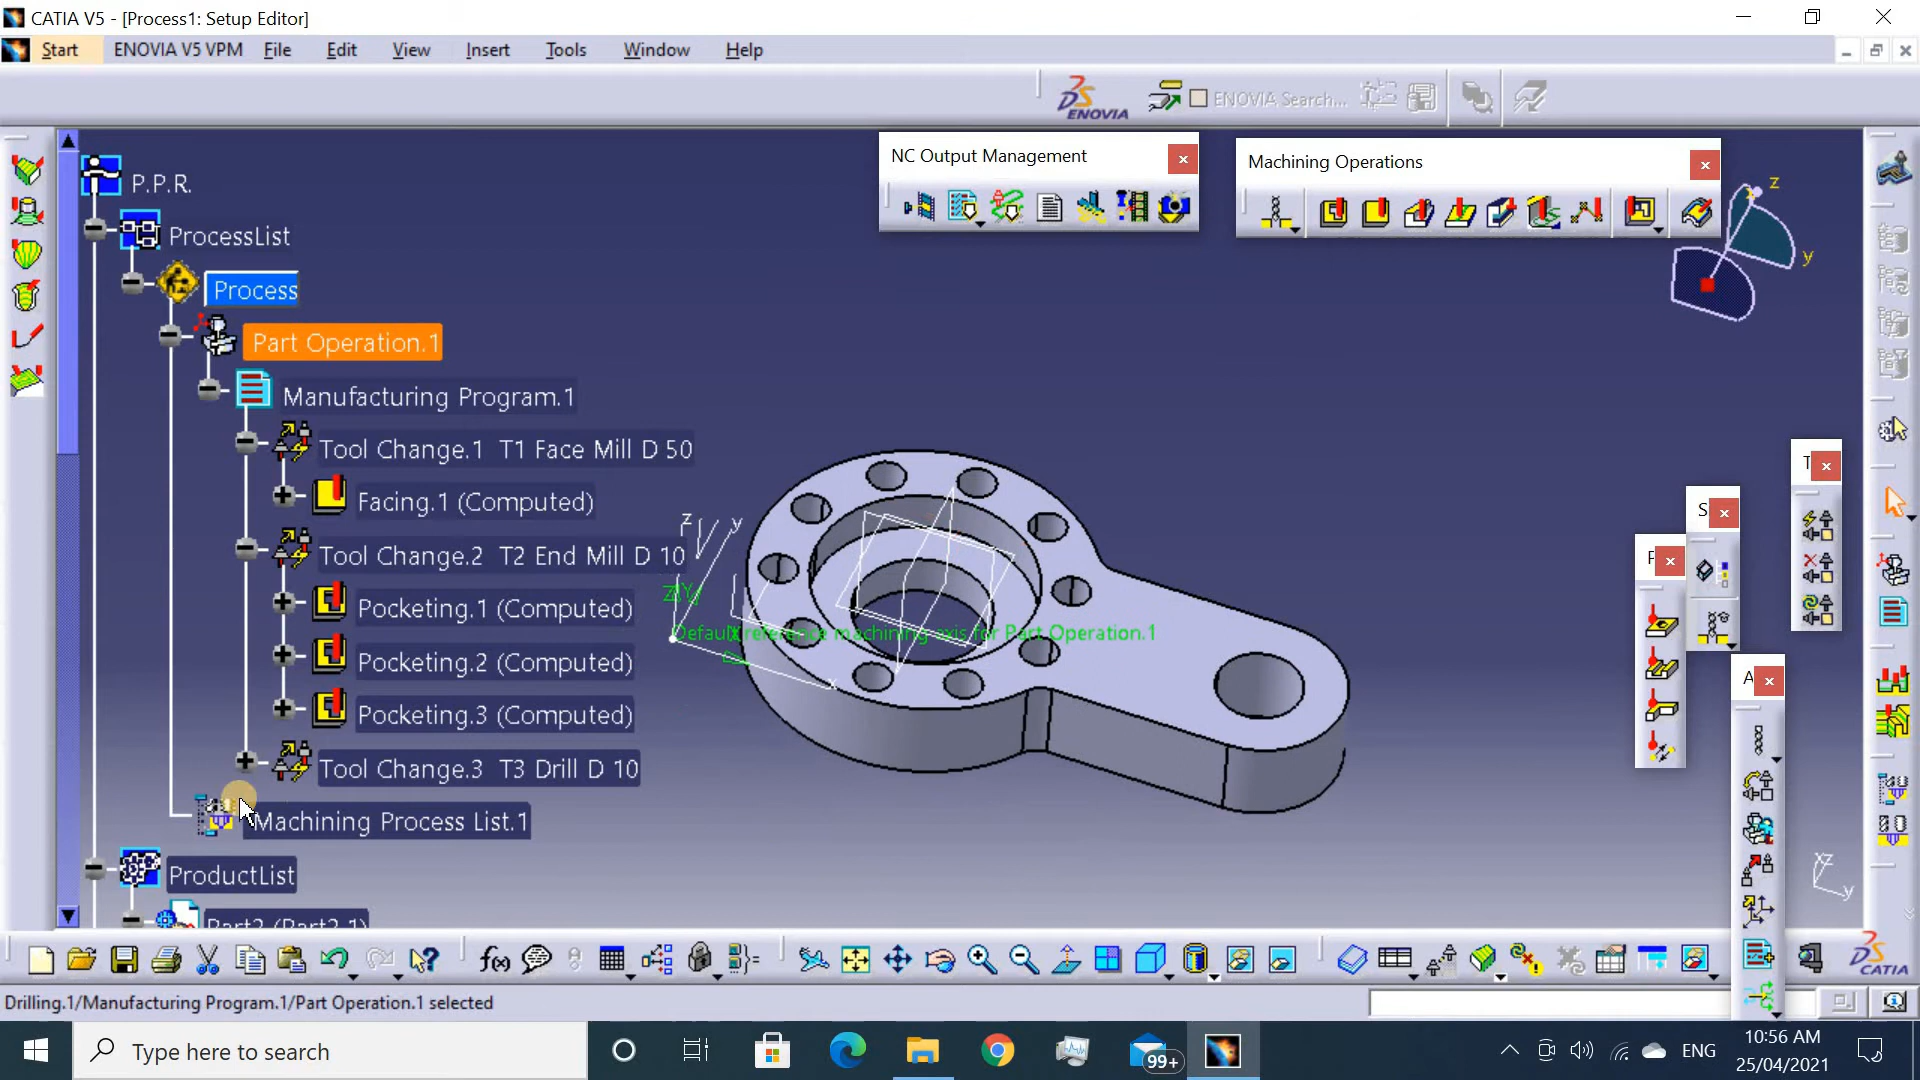 CATIA V5 - [Process1: Setup Editor]
Start ENOVIA V5 VPM File Edit View Insert Tools Window Help
ENOVIA
ENOVIA Search...
NC Output Management
Machining Operations
z
y
P.P.R.
ProcessList
Process
Part Operation.1
Manufacturing Program.1
Tool Change.1 T1 Face Mill D 50
Facing.1 (Computed)
Tool Change.2 T2 End Mill D 10
Pocketing.1 (Computed)
Pocketing.2 (Computed)
Pocketing.3 (Computed)
Tool Change.3 T3 Drill D 10
Machining Process List.1
ProductList
Part2 (Part2.1)
z
y
Default reference machining axis for Part Operation.1
x
T
S
F
A
xz
y
f(x)
CATIA
Drilling.1/Manufacturing Program.1/Part Operation.1 selected
Type here to search
99+
ENG
10:56 AM
25/04/2021